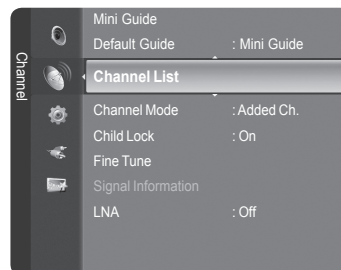 Channel
Mini Guide
Default Guide : Mini Guide
Channel List
Channel Mode : Added Ch.
Child Lock : On
Fine Tune
Signal Information
LNA : Off